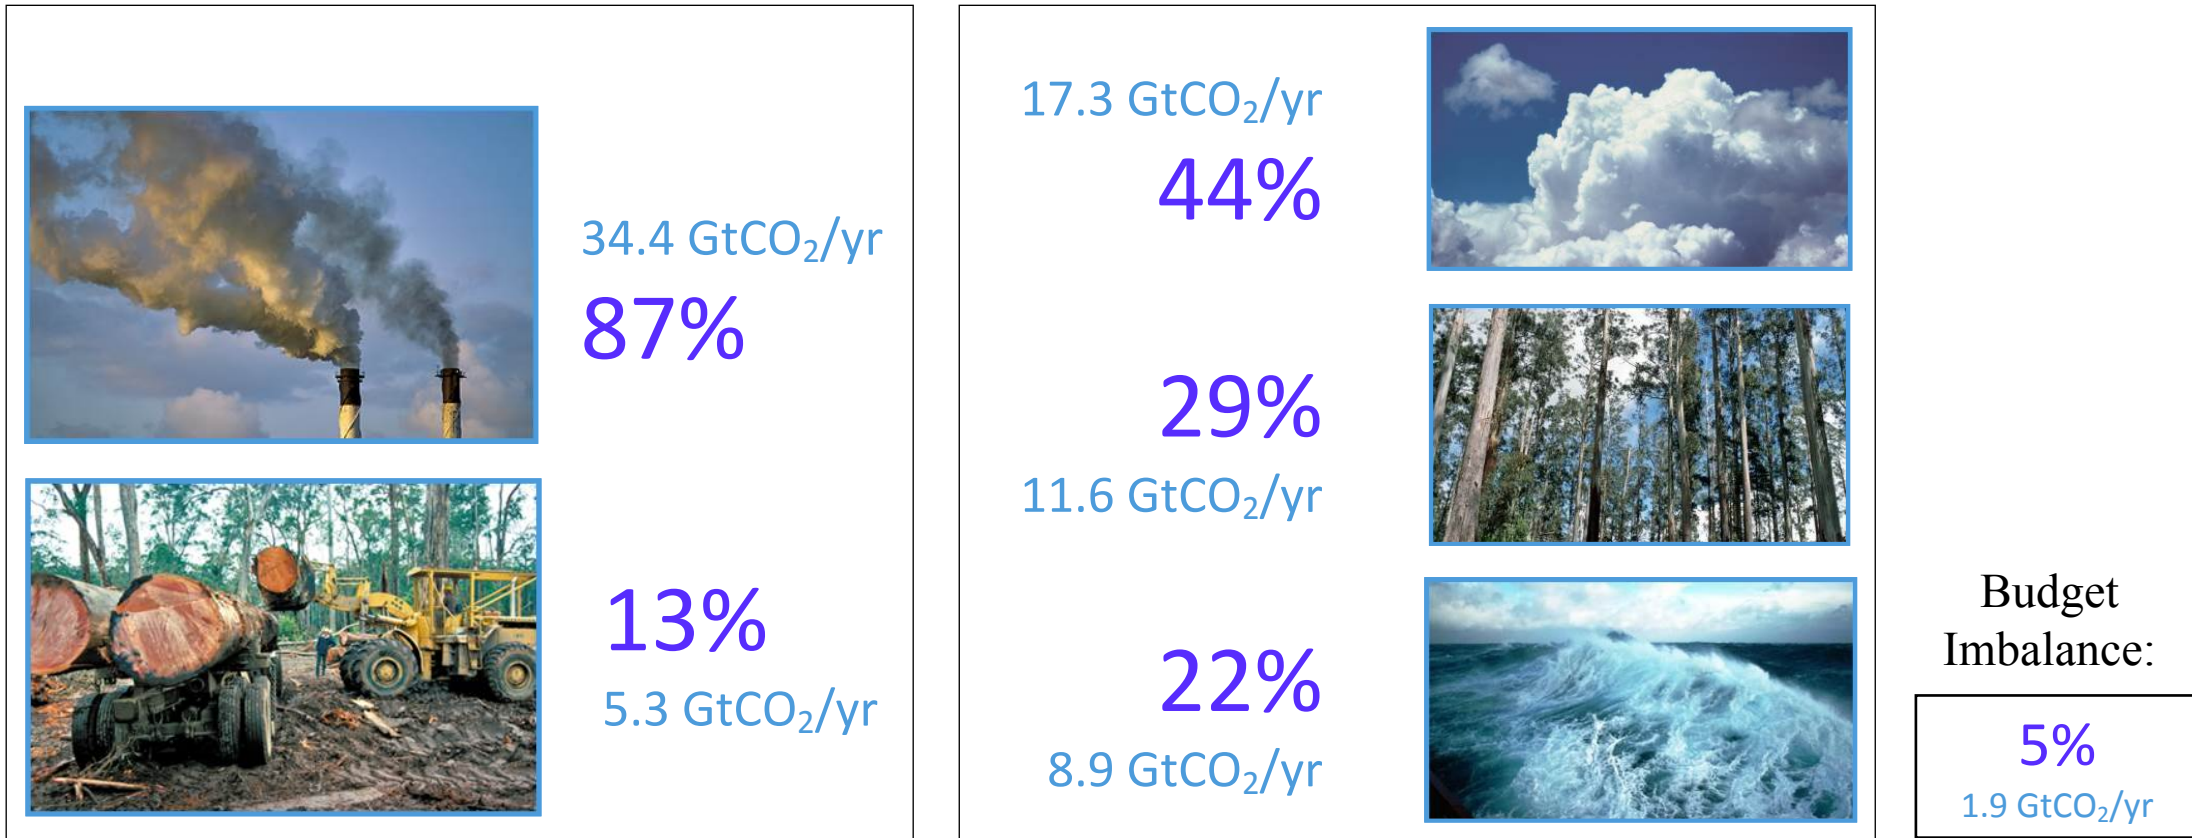 34.4 GtCO₂/yr
87%
13%
5.3 GtCO₂/yr
17.3 GtCO₂/yr
44%
29%
11.6 GtCO₂/yr
22%
8.9 GtCO₂/yr
Budget
Imbalance:
5%
1.9 GtCO₂/yr